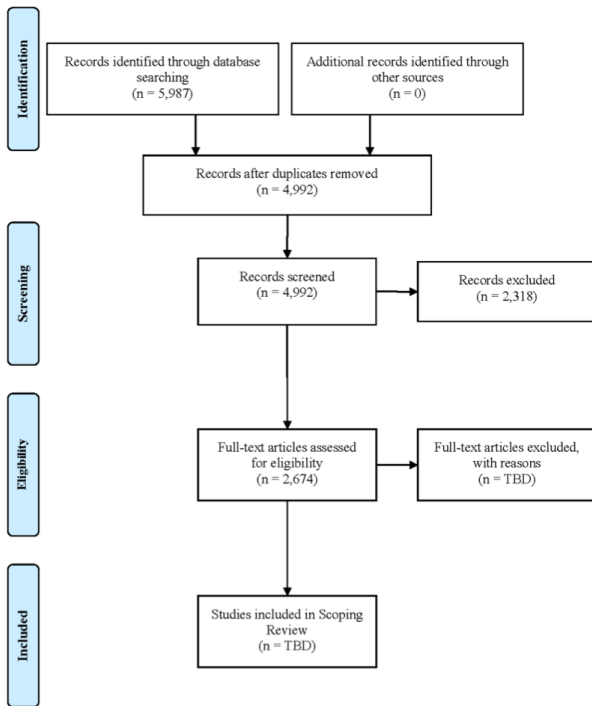 Identification
Records identified through database
searching
(n = 5,987)
Additional records identified through
other sources
(n = 0)
Records after duplicates removed
(n = 4,992)
Screening
Records screened
(n = 4,992)
Records excluded
(n = 2,318)
Eligibility
Full-text articles assessed
for eligibility
(n = 2,674)
Full-text articles excluded,
with reasons
(n = TBD)
Included
Studies included in Scoping
Review
(n = TBD)